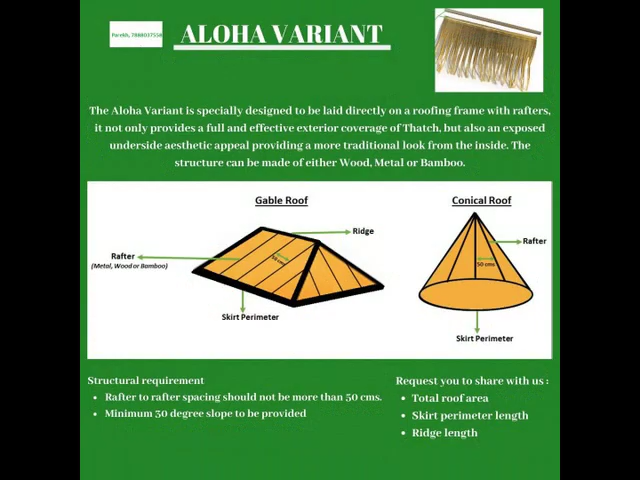 Parekh, 7888037558
ALOHA VARIANT
The Aloha Variant is specially designed to be laid directly on a roofing frame with rafters,
it not only provides a full and effective exterior coverage of Thatch, but also an exposed
underside aesthetic appeal providing a more traditional look from the inside. The
structure can be made of either Wood, Metal or Bamboo.
Gable Roof
Conical Roof
Ridge
Rafter
Rafter
(Metal, Wood or Bamboo)
50 cms
50 cms
Skirt Perimeter
Skirt Perimeter
Structural requirement
• Rafter to rafter spacing should not be more than 50 cms.
• Minimum 30 degree slope to be provided
Request you to share with us :
• Total roof area
• Skirt perimeter length
• Ridge length